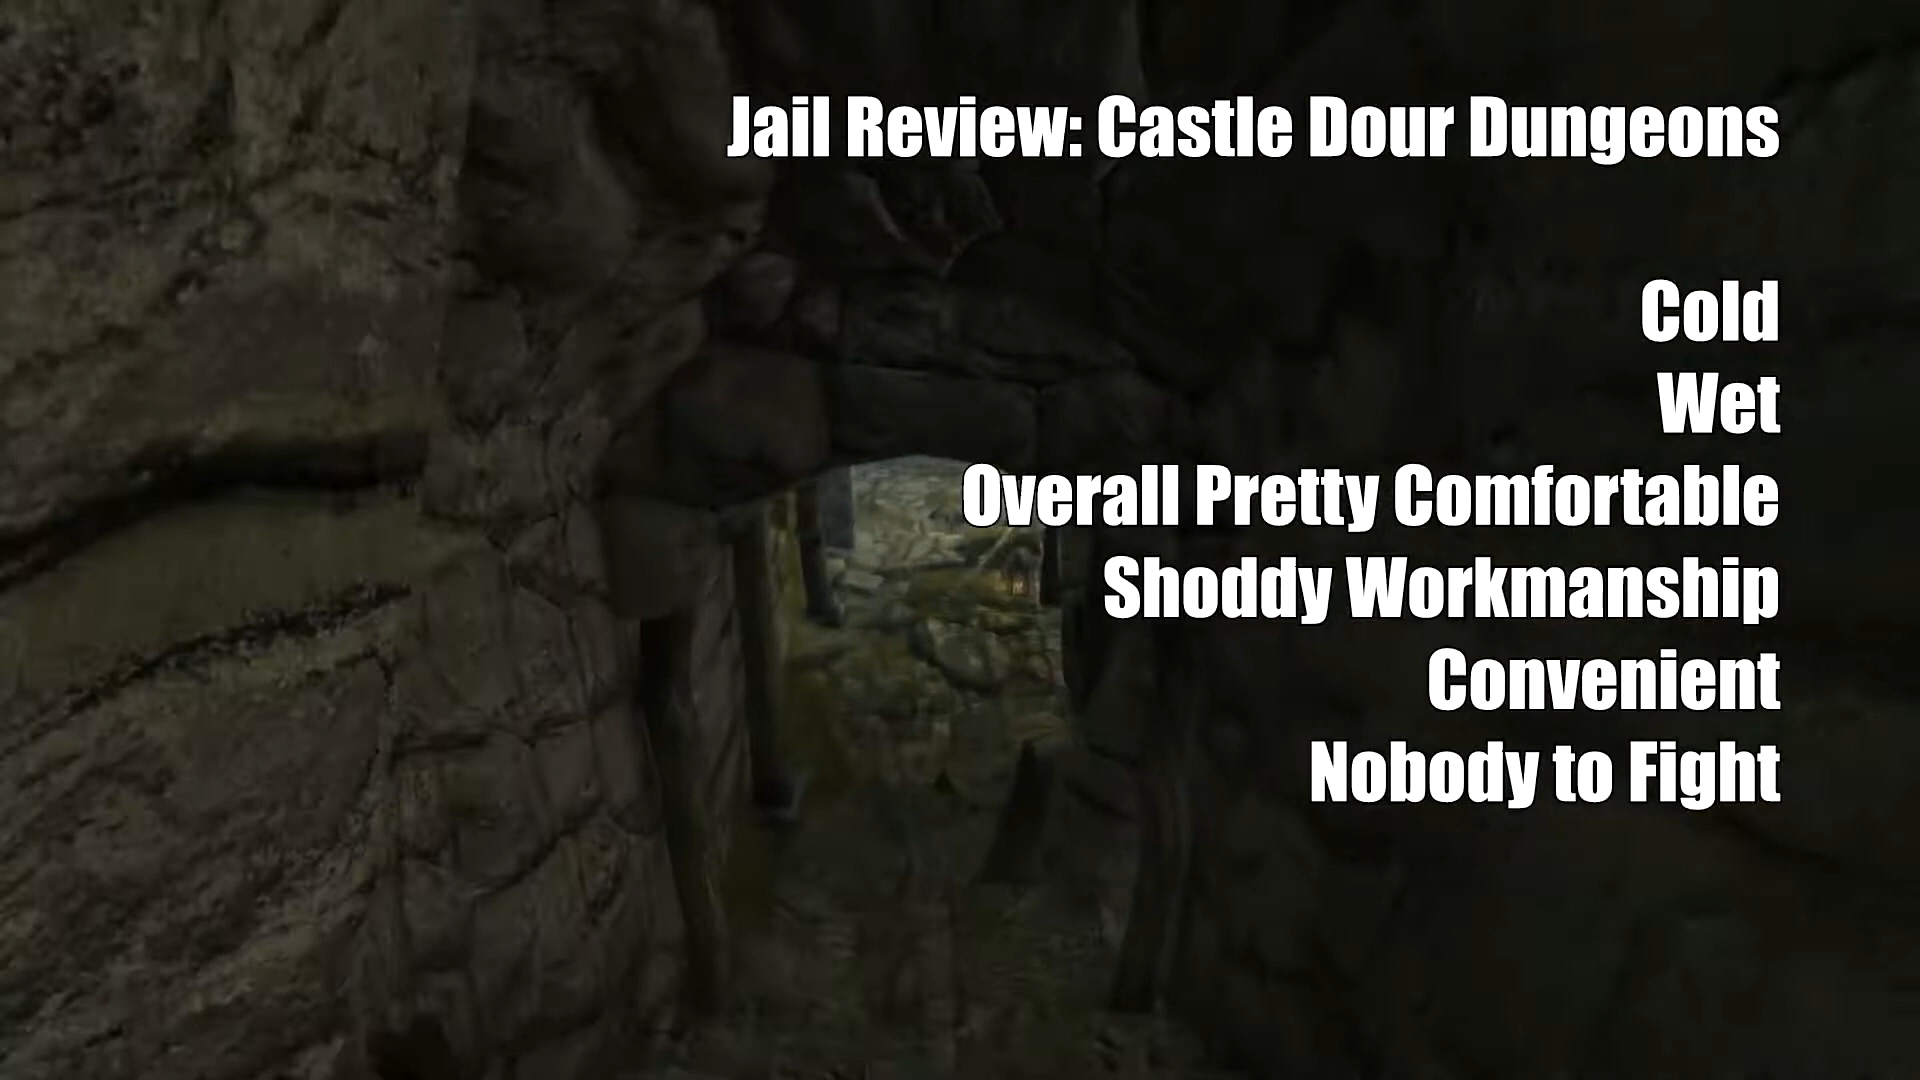 Jail Review: Castle Dour Dungeons
Cold
Wet
Overall Pretty Comfortable
Shoddy Workmanship
Convenient
Nobody to Fight